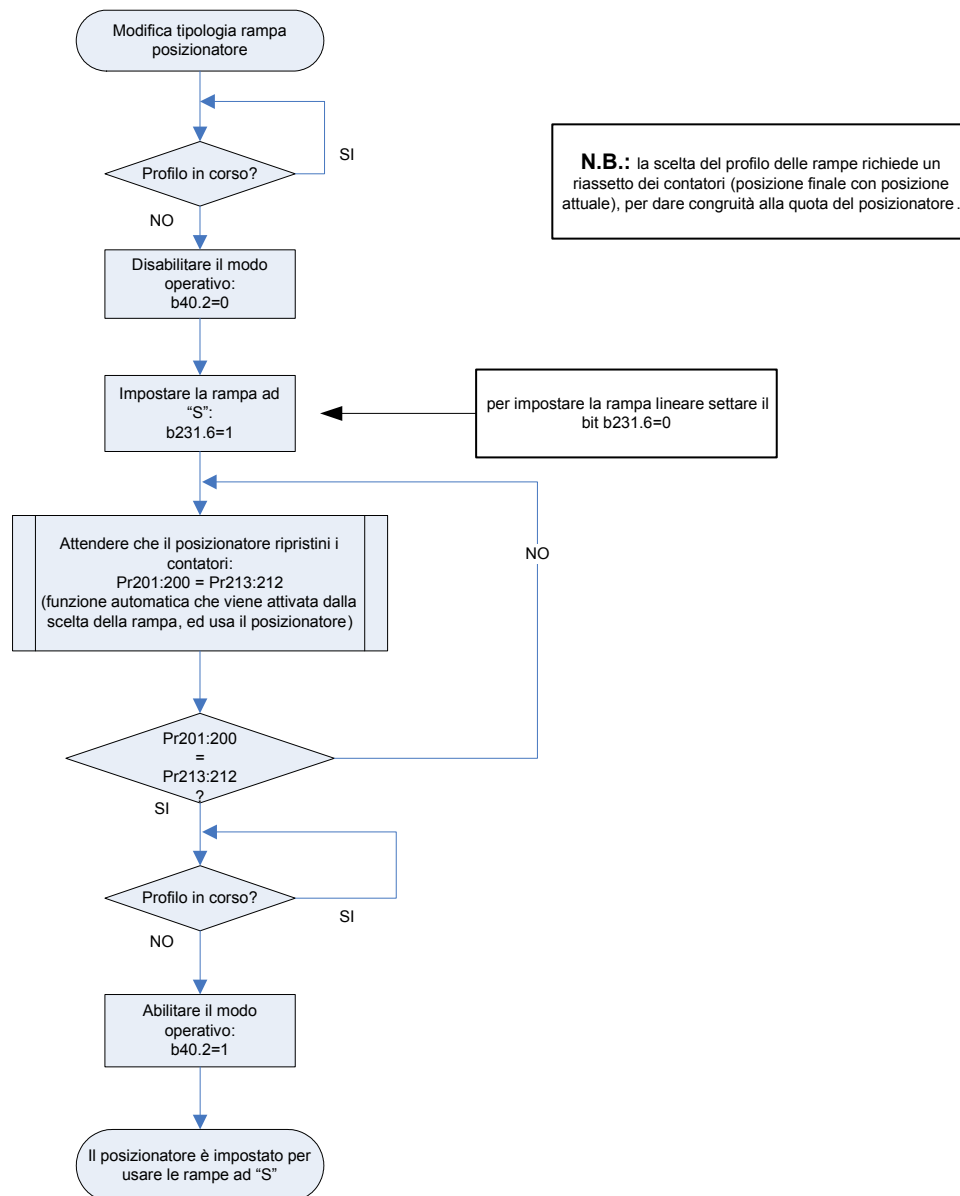 Modifica tipologia rampa
posizionatore
SI
Profilo in corso?
NO
N.B.: la scelta del profilo delle rampe richiede un
riassetto dei contatori (posizione finale con posizione
attuale), per dare congruità alla quota del posizionatore.
Disabilitare il modo
operativo:
b40.2=0
Impostare la rampa ad
“S”:
b231.6=1
per impostare la rampa lineare settare il
bit b231.6=0
Attendere che il posizionatore ripristini i
contatori:
Pr201:200 = Pr213:212
(funzione automatica che viene attivata dalla
scelta della rampa, ed usa il posizionatore)
NO
Pr201:200
=
Pr213:212
?
SI
Profilo in corso?
SI
NO
Abilitare il modo
operativo:
b40.2=1
Il posizionatore è impostato per
usare le rampe ad “S”